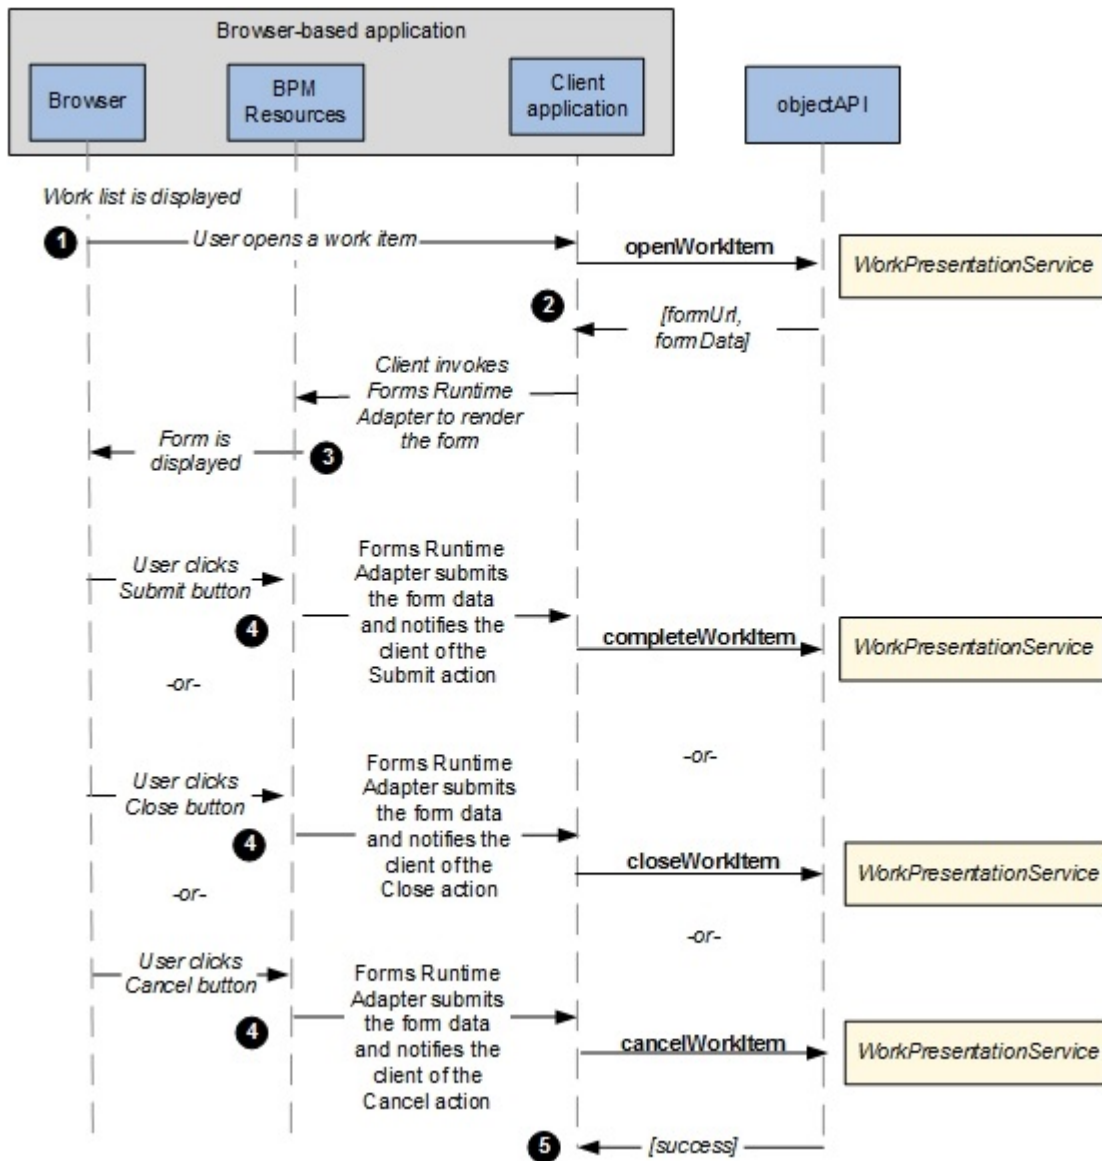 Browser-based application
Browser
BPM
Resources
Client
application
objectAPI
Work list is displayed
1
User opens a work item
openWorkItem
WorkPresentationService
2
[formUrl,
formData]
Client invokes
Forms Runtime
Adapter to render
the form
Form is
displayed
3
User clicks
Submit button
Forms Runtime
Adapter submits
the form data
and notifies the
client of the
Submit action
4
completeWorkItem
WorkPresentationService
-or-
-or-
User clicks
Close button
Forms Runtime
Adapter submits
the form data
and notifies the
client of the
Close action
4
closeWorkItem
WorkPresentationService
-or-
-or-
User clicks
Cancel button
Forms Runtime
Adapter submits
the form data
and notifies the
client of the
Cancel action
4
cancelWorkItem
WorkPresentationService
5
[success]